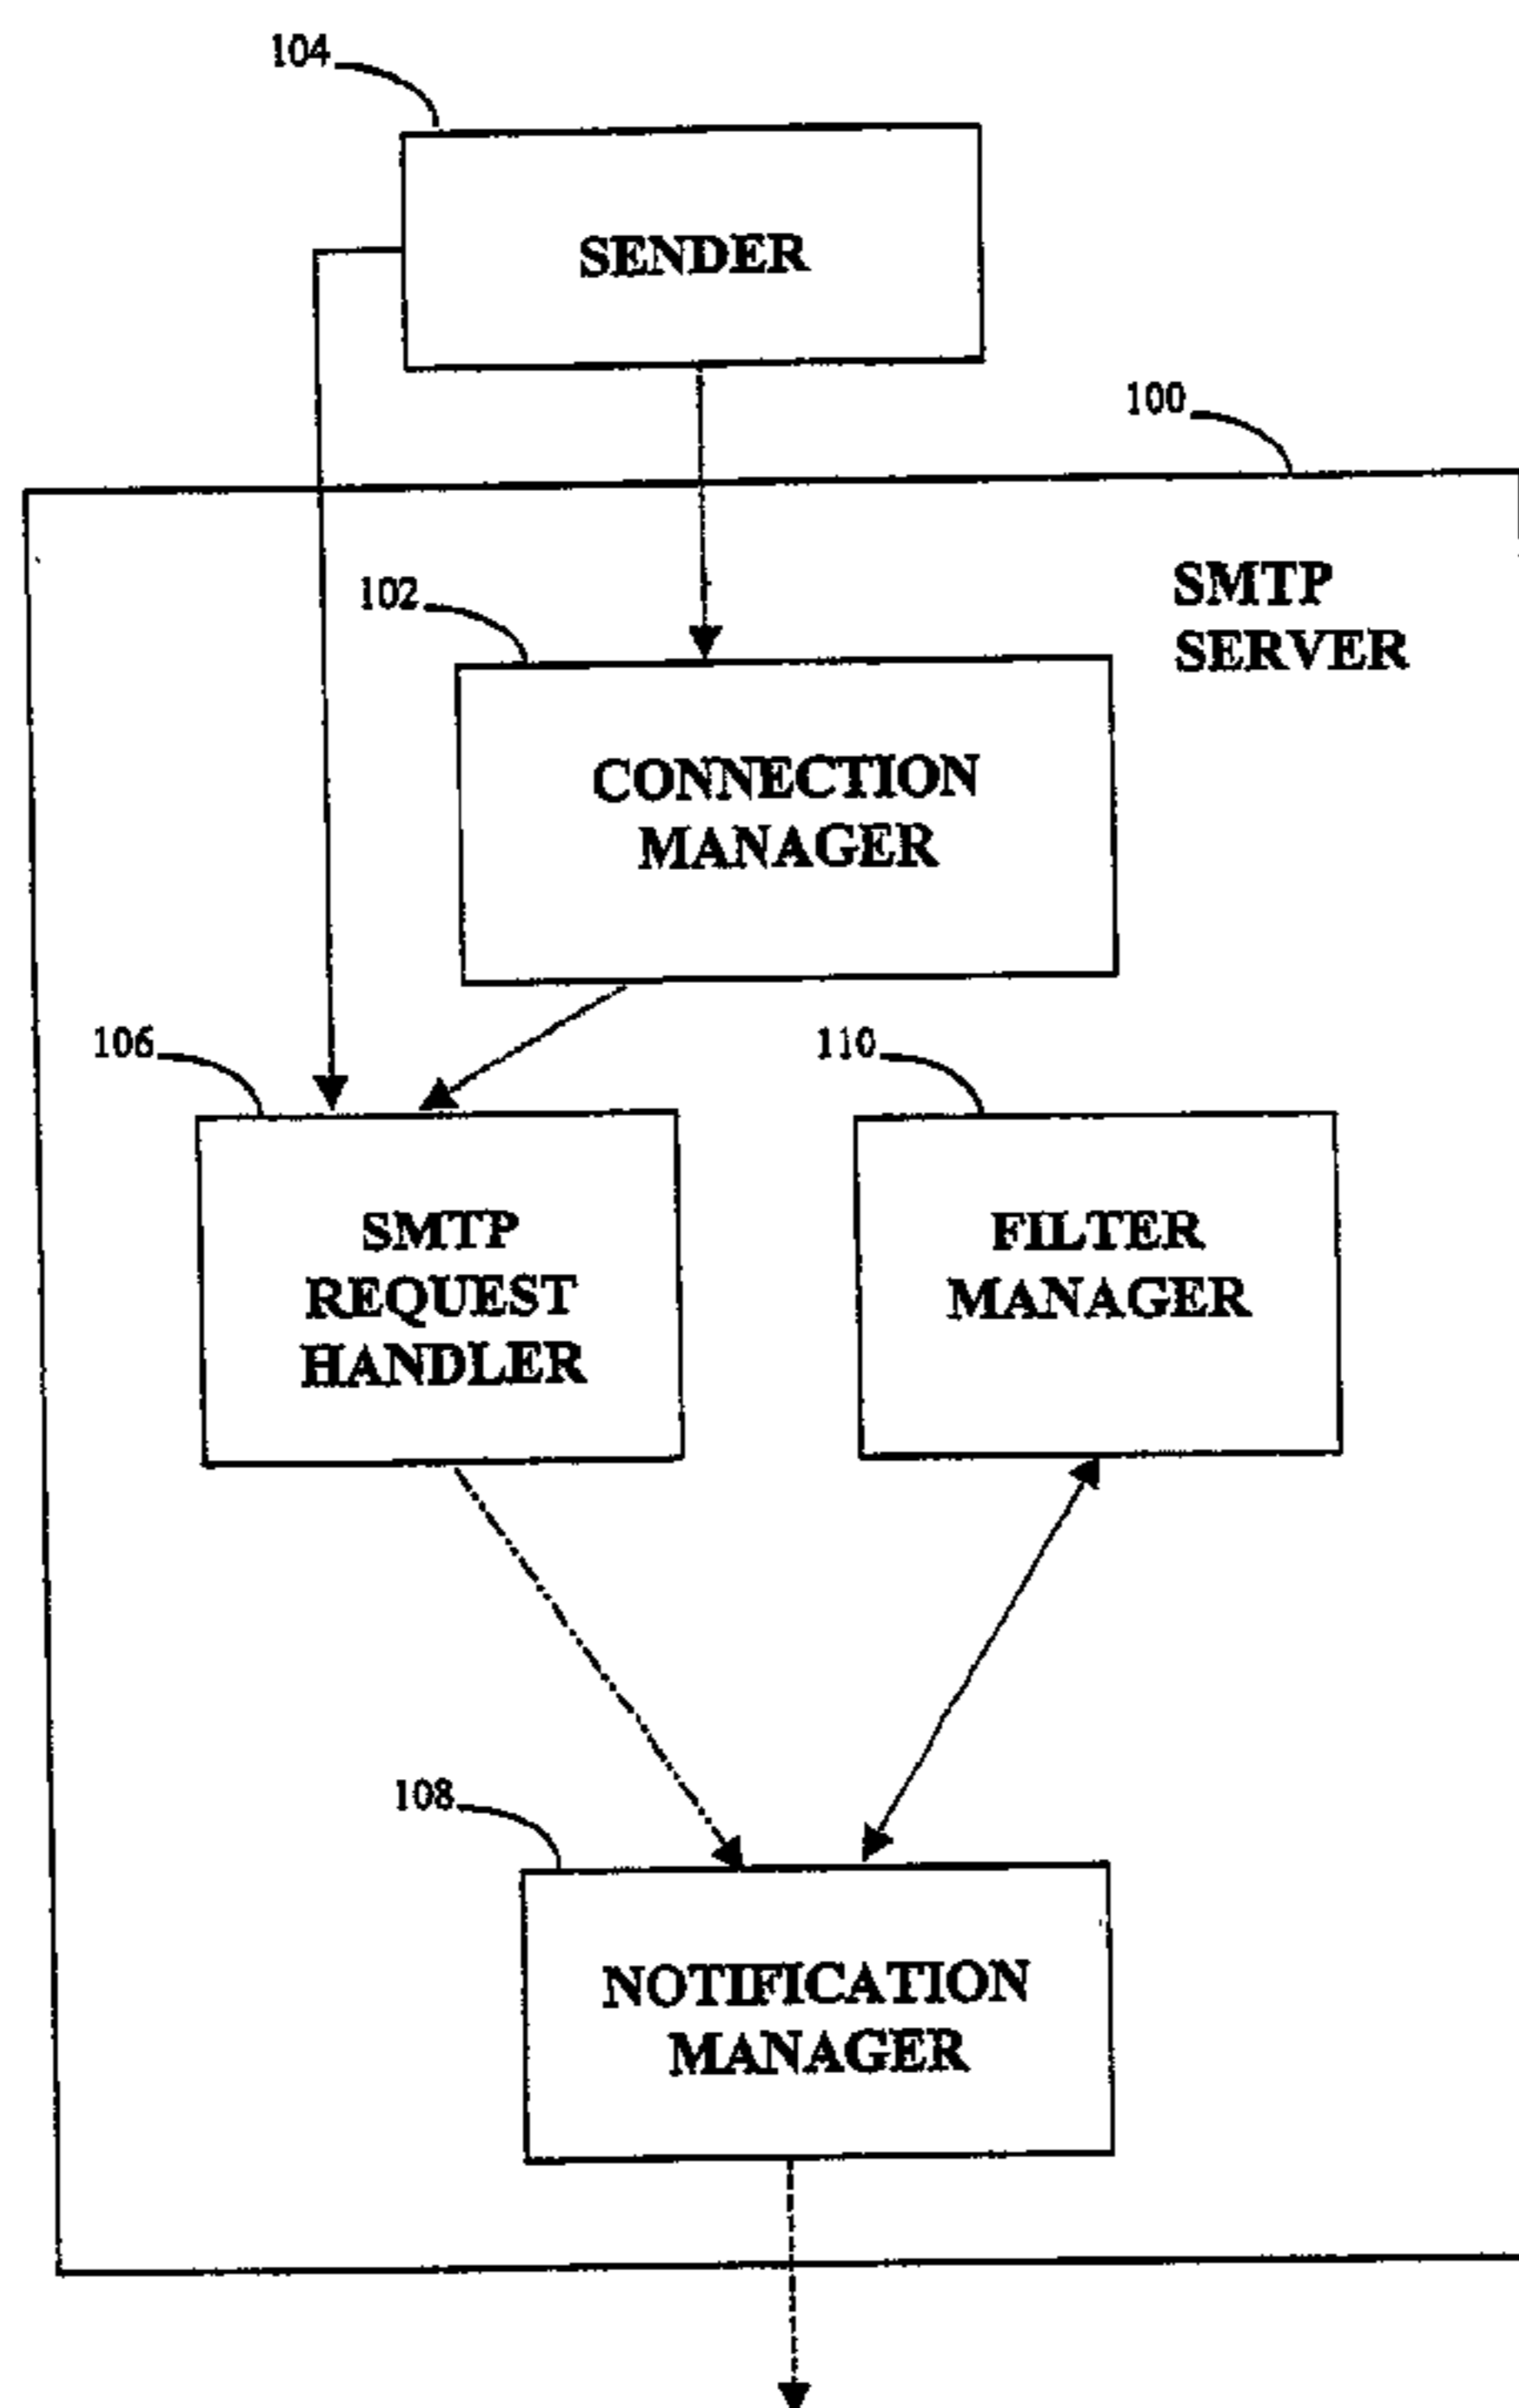 104
SENDER
100
SMTP
SERVER
102
CONNECTION
MANAGER
106
110
SMTP
REQUEST
HANDLER
FILTER
MANAGER
108
NOTIFICATION
MANAGER